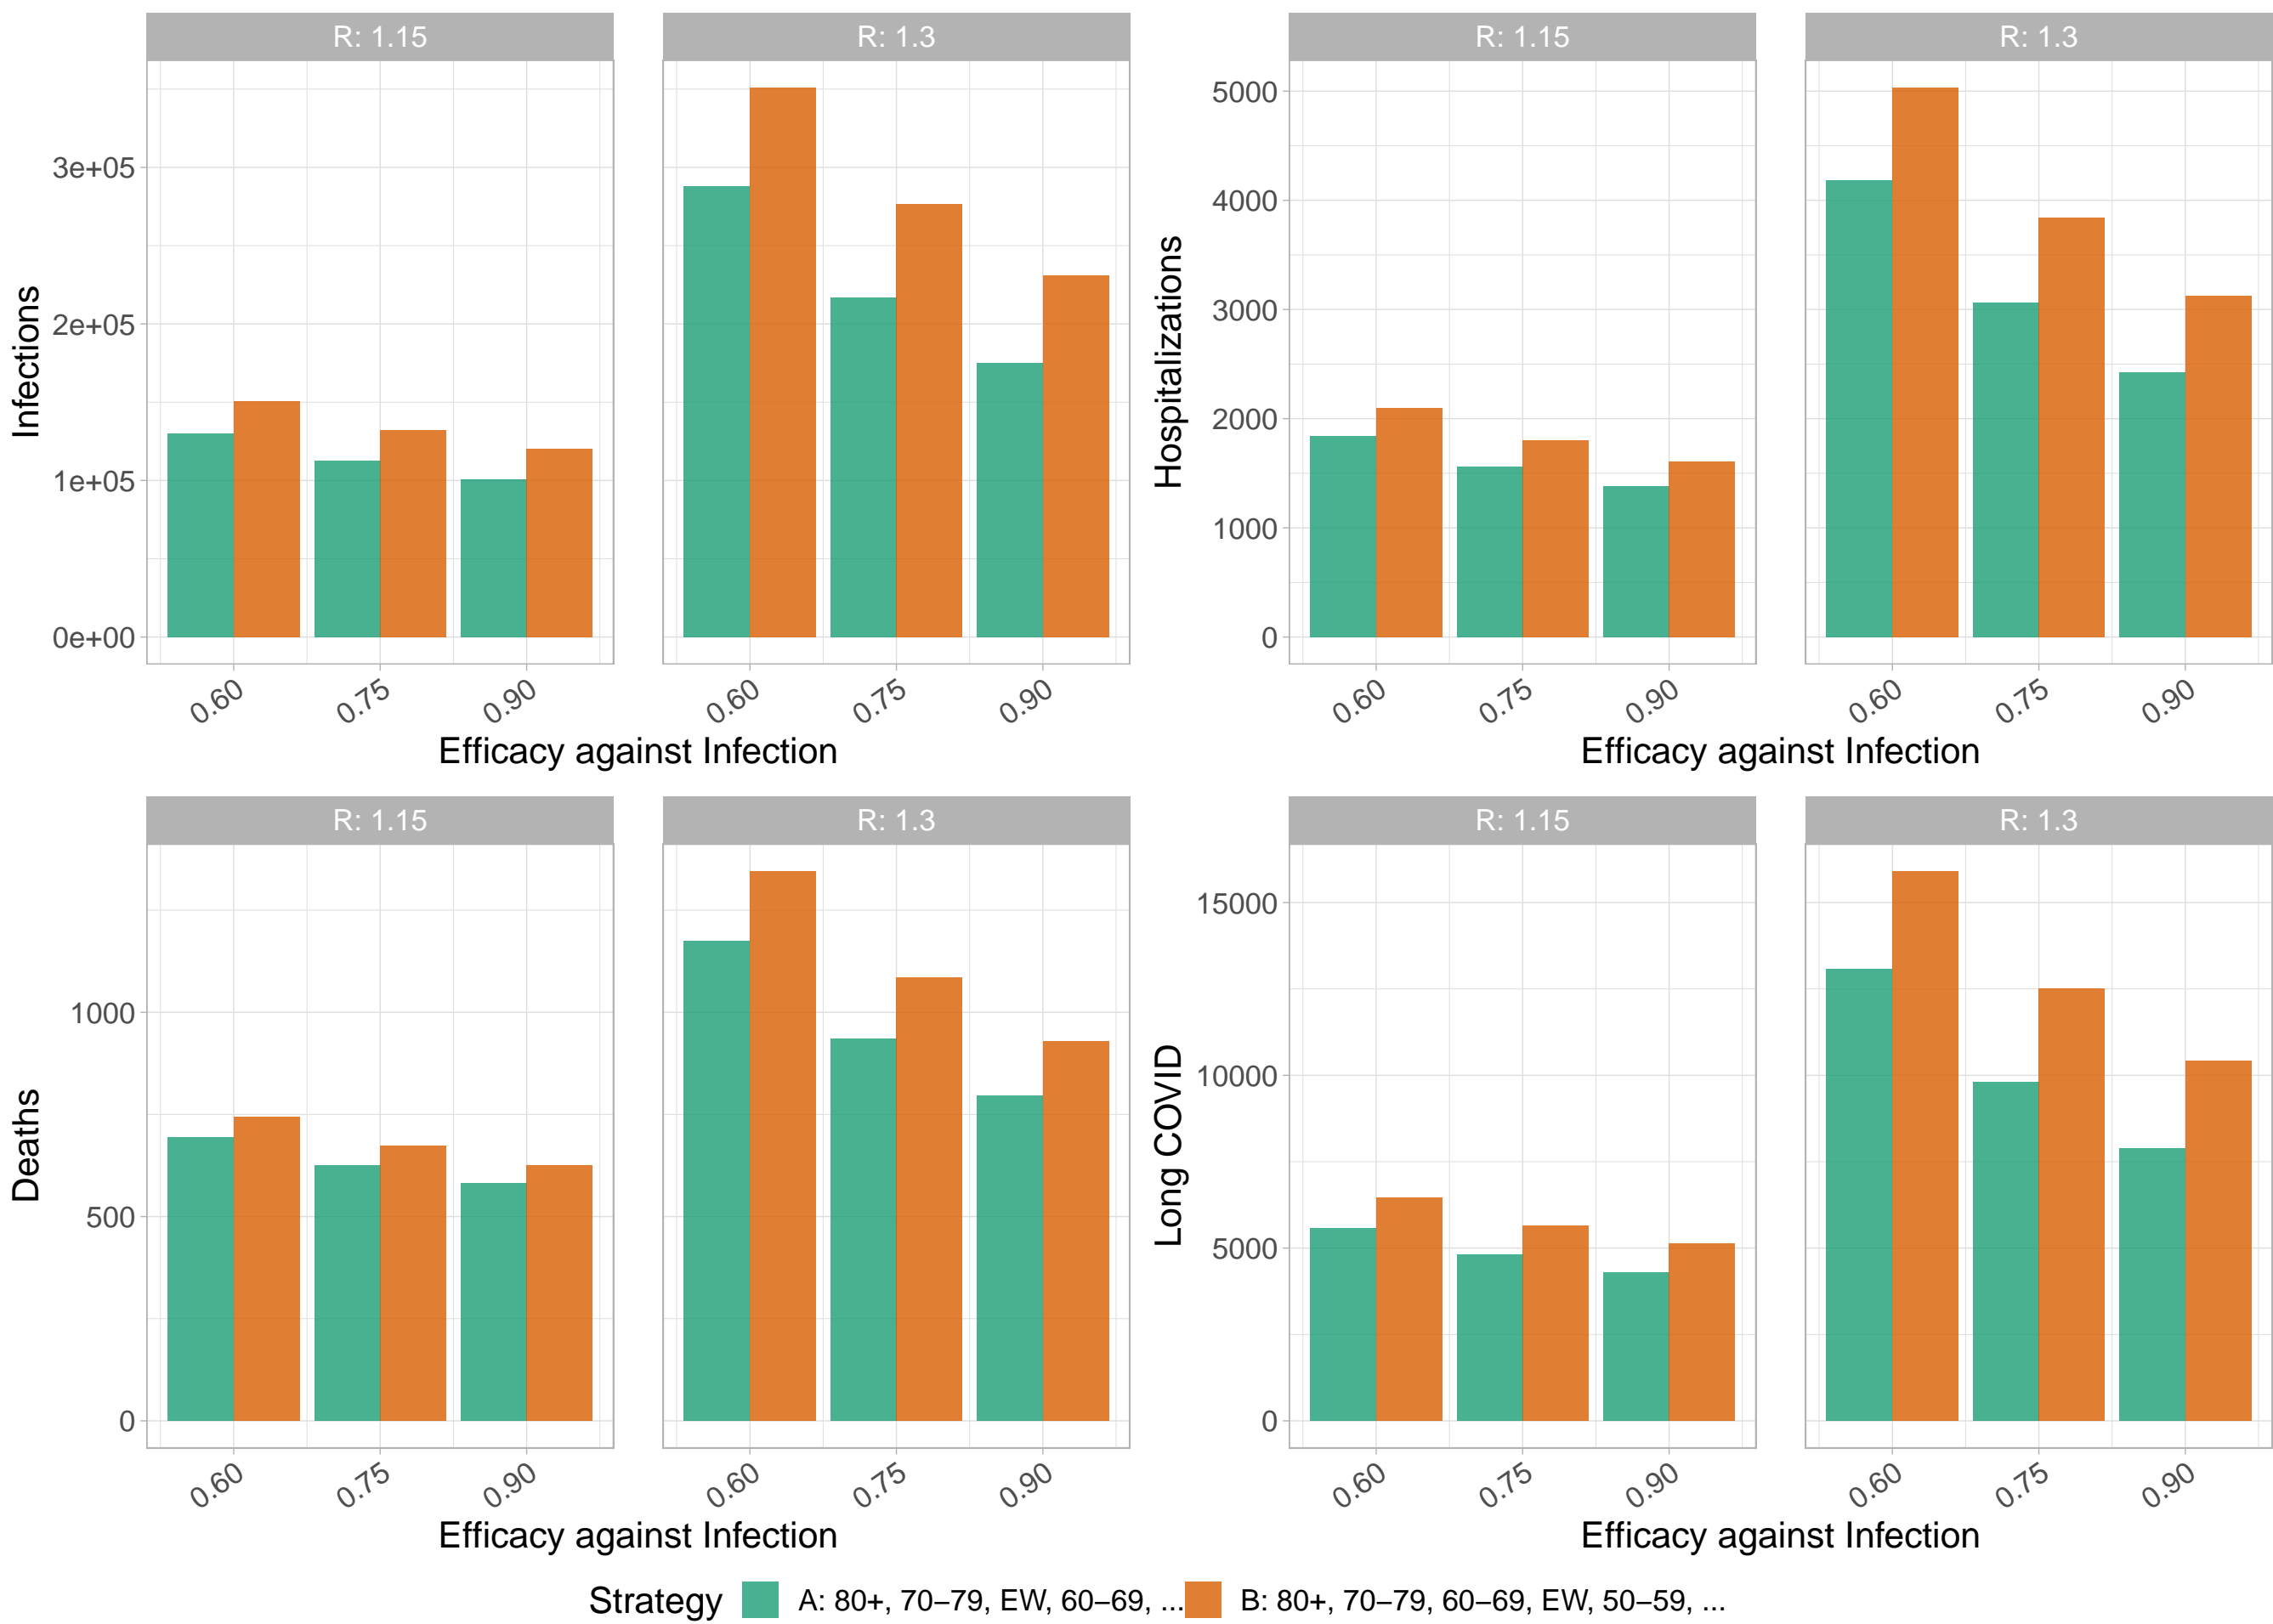 R: 1.15
R: 1.3
R: 1.15
R: 1.3
Infections
3e+05
2e+05
1e+05
0e+00
0.60
0.75
0.90
0.60
0.75
0.90
Efficacy against Infection
Hospitalizations
5000
4000
3000
2000
1000
0
0.60
0.75
0.90
0.60
0.75
0.90
Efficacy against Infection
R: 1.15
R: 1.3
R: 1.15
R: 1.3
Deaths
1000
500
0
0.60
0.75
0.90
0.60
0.75
0.90
Efficacy against Infection
Long COVID
15000
10000
5000
0
0.60
0.75
0.90
0.60
0.75
0.90
Efficacy against Infection
Strategy A: 80+, 70−79, EW, 60−69, ... B: 80+, 70−79, 60−69, EW, 50−59, ...